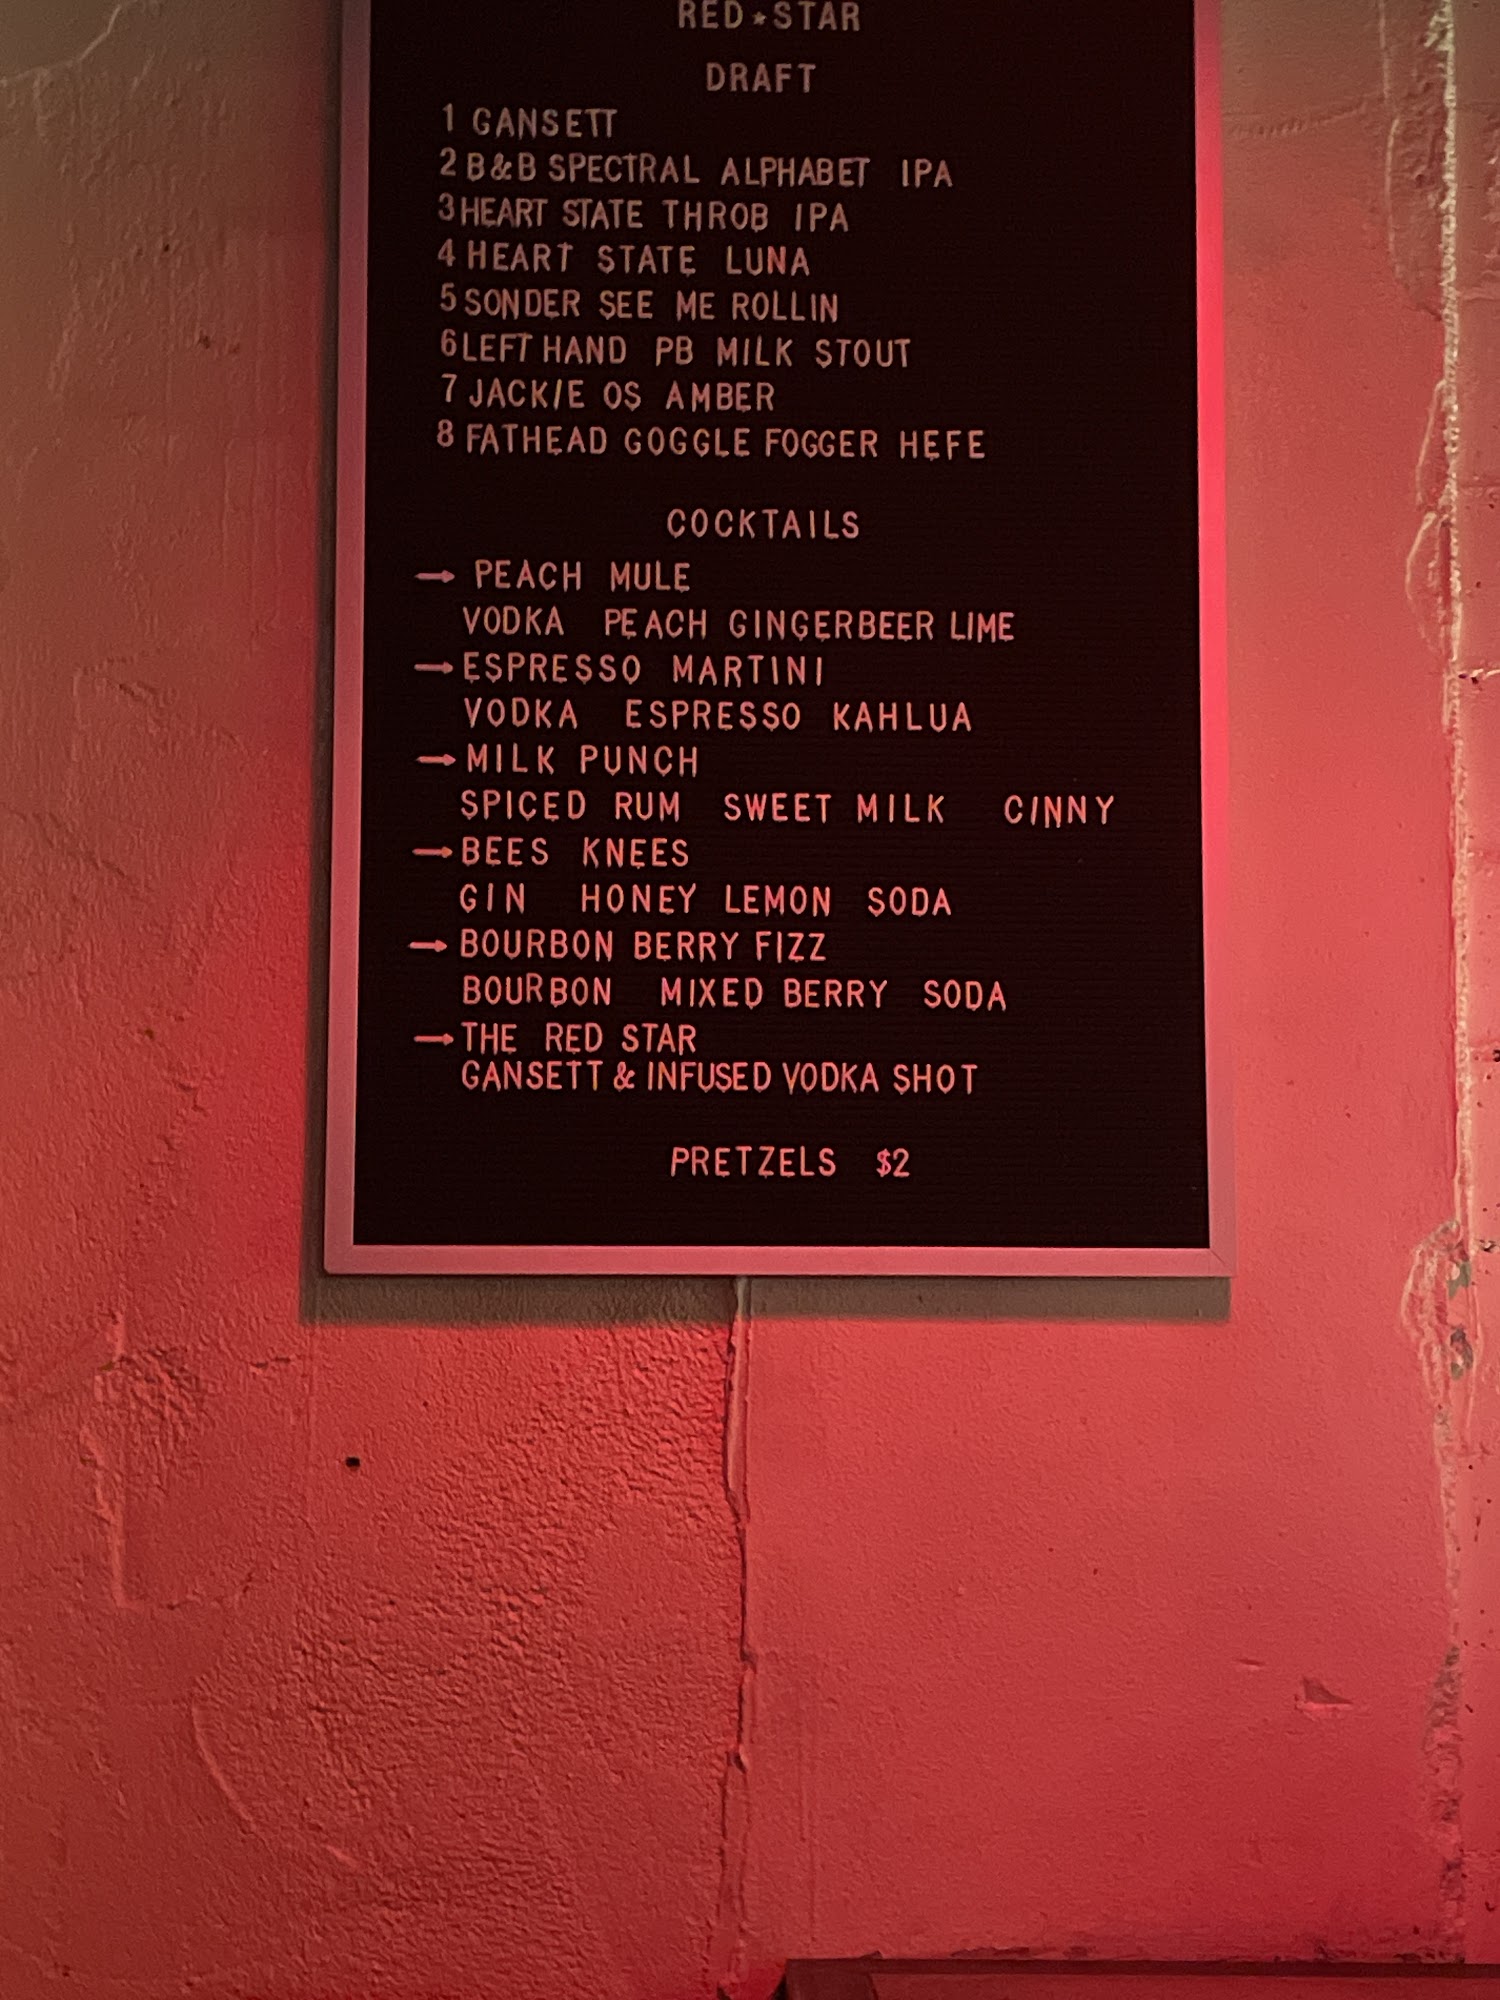 RED★STAR
DRAFT
1 GANSETT
2 B&B SPECTRAL ALPHABET IPA
3 HEART STATE THROB IPA
4 HEART STATE LUNA
5 SONDER SEE ME ROLLIN
6 LEFT HAND PB MILK STOUT
7 JACKIE OS AMBER
8 FATHEAD GOGGLE FOGGER HEFE
COCKTAILS
→ PEACH MULE
VODKA PEACH GINGERBEER LIME
→ ESPRESSO MARTINI
VODKA ESPRESSO KAHLUA
→ MILK PUNCH
SPICED RUM SWEET MILK CINNY
→ BEES KNEES
GIN HONEY LEMON SODA
→ BOURBON BERRY FIZZ
BOURBON MIXED BERRY SODA
→ THE RED STAR
GANSETT & INFUSED VODKA SHOT
PRETZELS $2